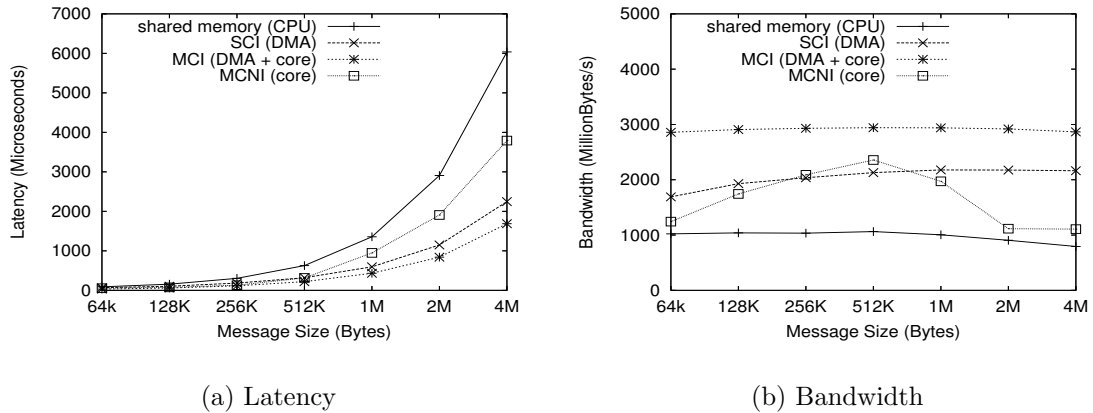 7000
6000
5000
4000
3000
2000
1000
0
Latency (Microseconds)
shared memory (CPU)
SCI (DMA)
MCI (DMA + core)
MCNI (core)
64k 128K 256K 512K 1M 2M 4M
Message Size (Bytes)
(a) Latency
5000
4000
3000
2000
1000
0
Bandwidth (MillionBytes/s)
shared memory (CPU)
SCI (DMA)
MCI (DMA + core)
MCNI (core)
64k 128K 256K 512K 1M 2M 4M
Message Size (Bytes)
(b) Bandwidth